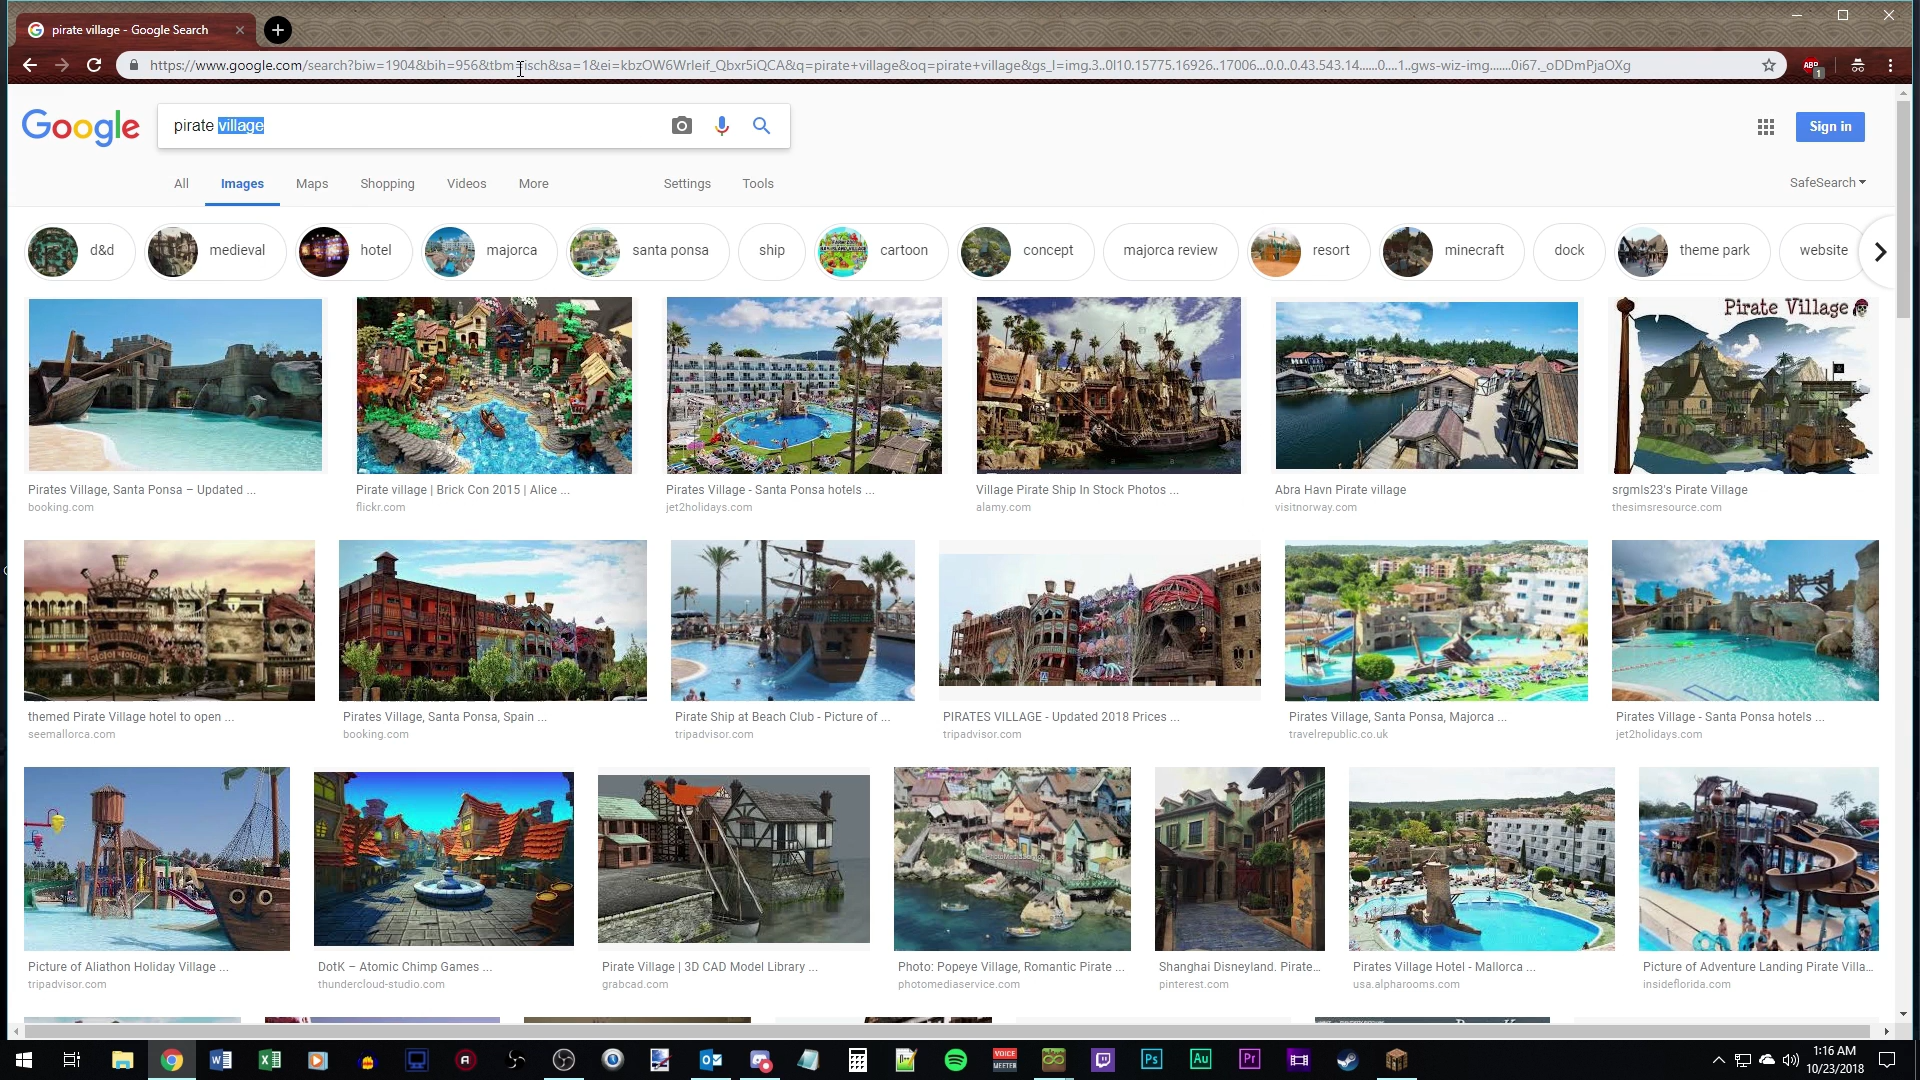 pirate village - Google Search
https://www.google.com/search?biw=1904&bih=956&tbm=isch&sa=1&ei=kbzOW6WrIeif_Qbxr5iQCA&q=pirate+village&oq=pirate+village&gs_l=img.3..0l10.15775.16926..17006...0.0..0.43.543.14......0....1..gws-wiz-img.......0i67._oDDmPjaOXg
ABP
1
Google
pirate village
Sign in
All
Images
Maps
Shopping
Videos
More
Settings
Tools
SafeSearch
d&d
medieval
hotel
majorca
santa ponsa
ship
cartoon
concept
majorca review
resort
minecraft
dock
theme park
website
Pirate Village
Pirates Village, Santa Ponsa – Updated ...
booking.com
Pirate village | Brick Con 2015 | Alice ...
flickr.com
Pirates Village - Santa Ponsa hotels ...
jet2holidays.com
Village Pirate Ship In Stock Photos ...
alamy.com
Abra Havn Pirate village
visitnorway.com
srgmls23's Pirate Village
thesimsresource.com
themed Pirate Village hotel to open ...
seemallorca.com
Pirates Village, Santa Ponsa, Spain ...
booking.com
Pirate Ship at Beach Club - Picture of ...
tripadvisor.com
PIRATES VILLAGE - Updated 2018 Prices ...
tripadvisor.com
Pirates Village, Santa Ponsa, Majorca ...
travelrepublic.co.uk
Pirates Village - Santa Ponsa hotels ...
jet2holidays.com
Picture of Aliathon Holiday Village ...
tripadvisor.com
DotK – Atomic Chimp Games ...
thundercloud-studio.com
Pirate Village | 3D CAD Model Library ...
grabcad.com
Photo: Popeye Village, Romantic Pirate ...
photomediaservice.com
Shanghai Disneyland. Pirate...
pinterest.com
Pirates Village Hotel - Mallorca ...
usa.alpharooms.com
Picture of Adventure Landing Pirate Villa...
insideflorida.com
VOICE
MEETER
Ps
Au
Pr
1:16 AM
10/23/2018